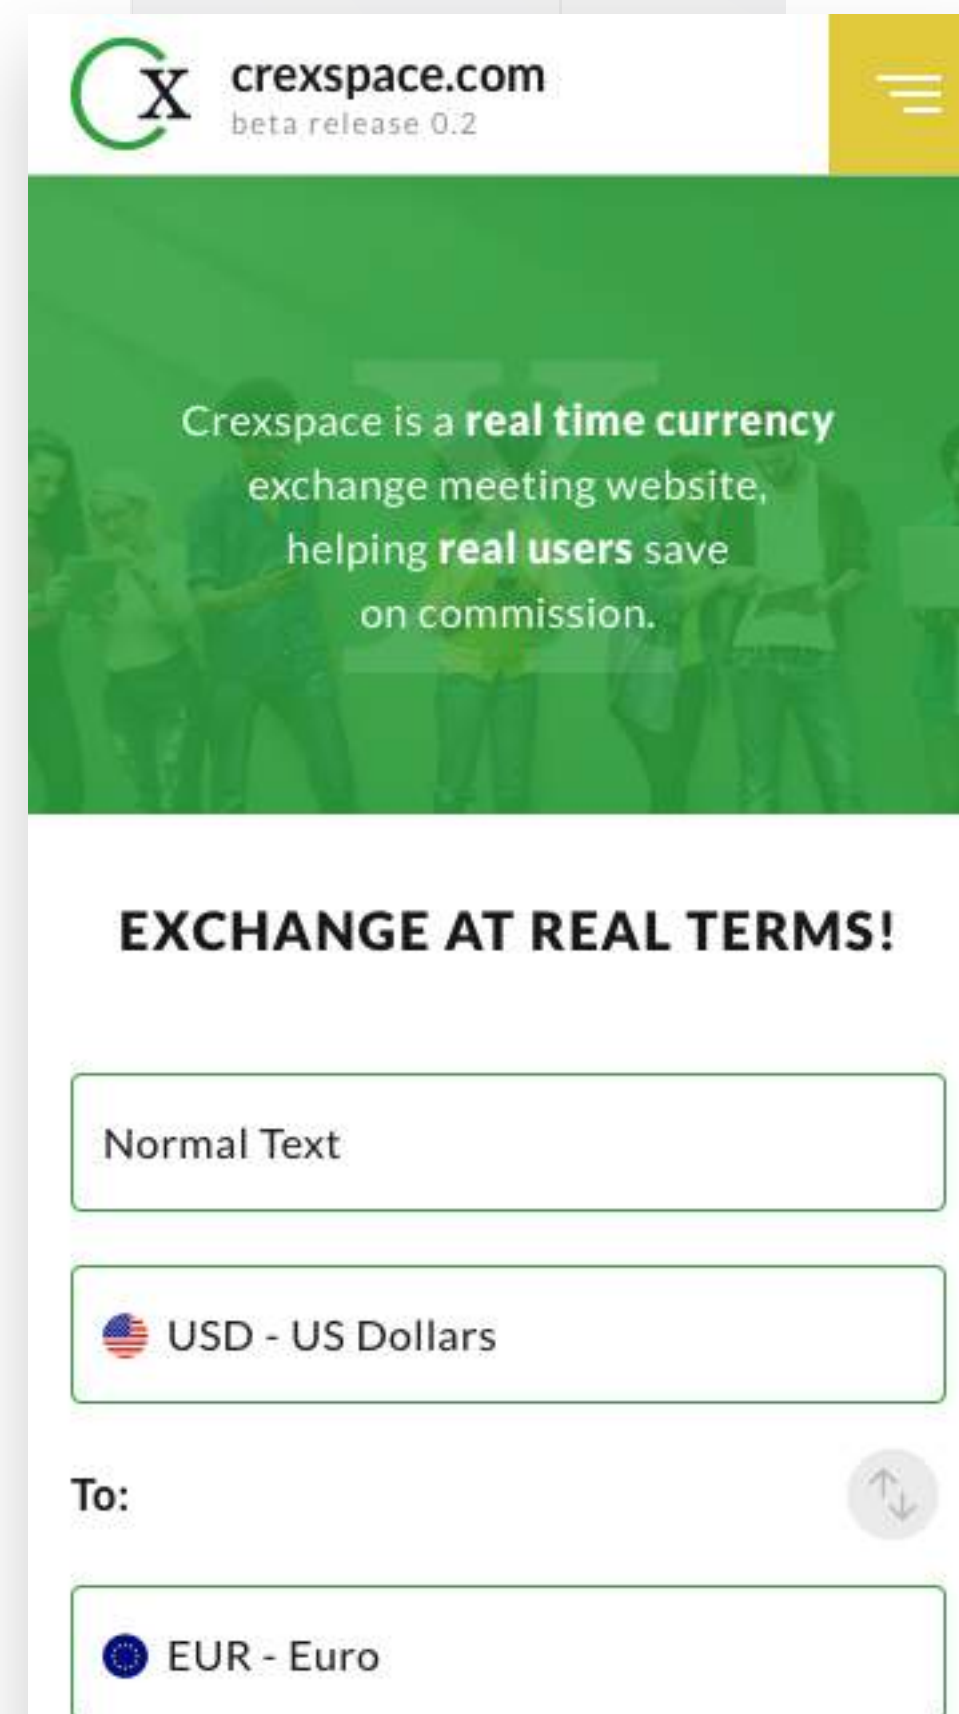 Cx
crexspace.com
beta release 0.2
Crexspace is a real time currency
exchange meeting website,
helping real users save
on commission.
EXCHANGE AT REAL TERMS!
Normal Text
USD - US Dollars
To:
EUR - Euro